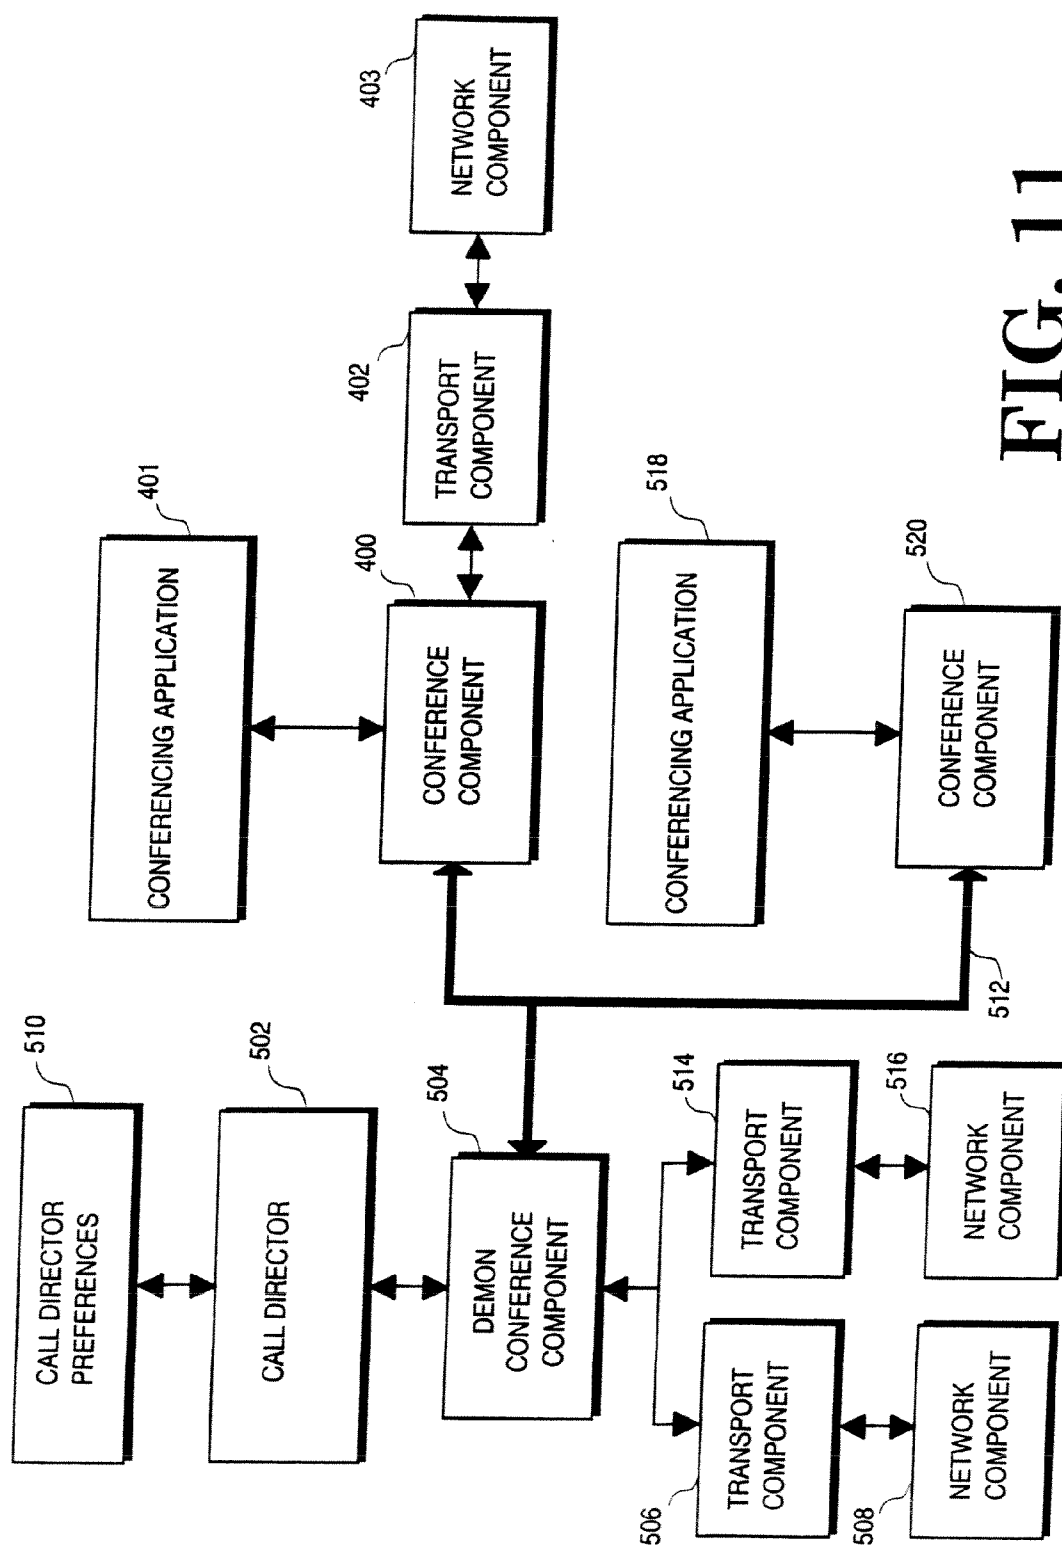 510
CALL DIRECTOR
PREFERENCES
502
CALL DIRECTOR
504
DEMON
CONFERENCE
COMPONENT
506
TRANSPORT
COMPONENT
514
TRANSPORT
COMPONENT
508
NETWORK
COMPONENT
516
NETWORK
COMPONENT
512
401
CONFERENCING APPLICATION
400
CONFERENCE
COMPONENT
402
TRANSPORT
COMPONENT
403
NETWORK
COMPONENT
518
CONFERENCING APPLICATION
520
CONFERENCE
COMPONENT
FIG. 11